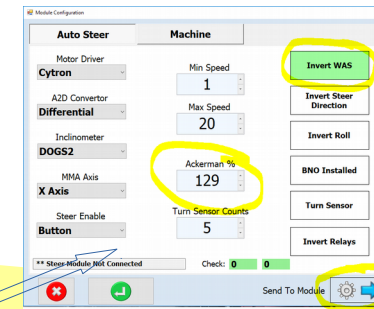 Module Configuration
Auto Steer
Machine
Motor Driver
Cytron
A2D Convertor
Differential
Inclinometer
DOGS2
MMA Axis
X Axis
Steer Enable
Button
Min Speed
1
Max Speed
20
Ackerman %
129
Turn Sensor Counts
5
Invert WAS
Invert Steer
Direction
Invert Roll
BNO Installed
Turn Sensor
Invert Relays
** Steer Module Not Connected
Check: 0 0
Send To Module